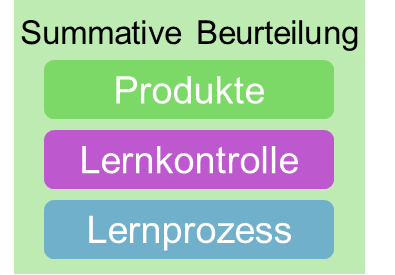 Summative Beurteilung
Produkte
Lernkontrolle
Lernprozess